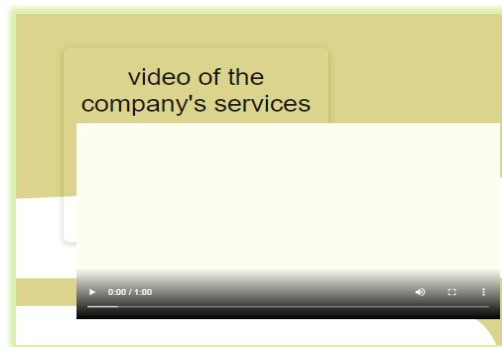 video of the
company's services
0:00 / 1:00